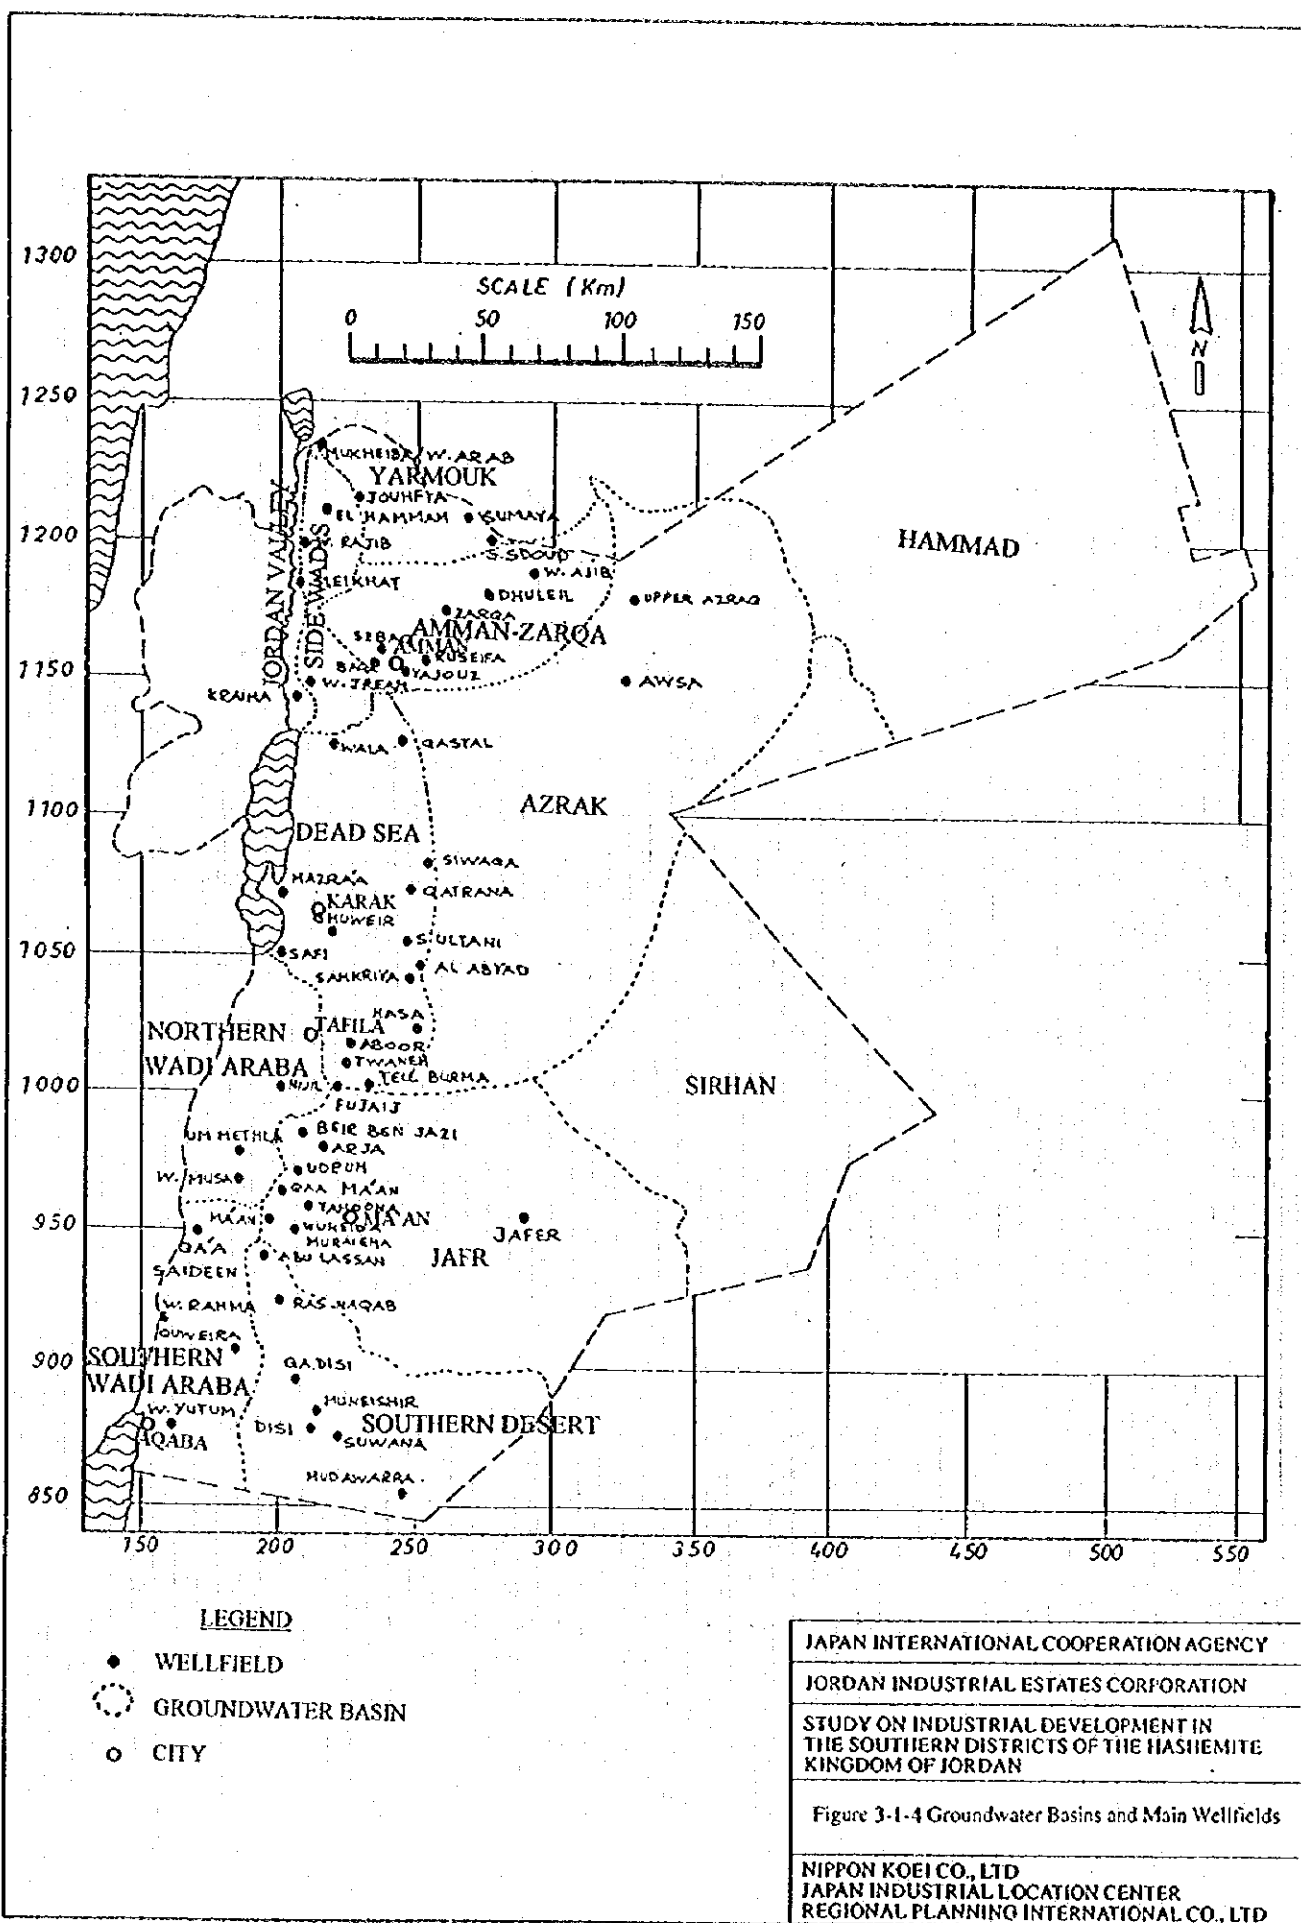 1300
SCALE (Km)
0 50 100 150
N
1250
MUKHEIBA/W.ARAB
YARMOUK
JOUHFYA
EL HAMMAH
SUMAYA
1200
W. RAJIB
S.SDOUD
HAMMAD
JORDAN VALLEY
SIDE WADIS
W. AJIB
LEIKHAT
DHULEIL
UPPER AZRAQ
ZARQA
AMMAN-ZARQA
AMMAN
RUSEIFA
1150
YAJOUZ
AWSA
WALA
QASTAL
1100
AZRAK
DEAD SEA
SIWAQA
MAZRA'A
QATRANA
KARAK
HUWEIR
1050
SULTANI
SAFI
AL ABYAD
SAHKRIYA
HASA
NORTHERN
WADI ARABA
TAFILA
ABOOR
TWANEH
TELL BURMA
1000
NIJIL
SIRHAN
FUJAIJ
BEIR BEN JAZI
UM METHLA
ARJA
UDRUH
W. MUSA
QAA MA'AN
TAHOONA
950
MA'AN
MA'AN
WUHEIDA
MURAIGHA
JAFER
QA'A
SAIDEEN
ABU LASSAN
JAFR
W. RAHMA
RAS NAQAB
QUWEIRA
900
SOUTHERN
WADI ARABA
QA DISI
MUNEISHIR
W. YUTUM
DISI
SOUTHERN DESERT
AQABA
SUWANA
MUDAWARRA
850
150 200 250 300 350 400 450 500 550
LEGEND
WELLFIELD
GROUNDWATER BASIN
CITY
JAPAN INTERNATIONAL COOPERATION AGENCY
JORDAN INDUSTRIAL ESTATES CORPORATION
STUDY ON INDUSTRIAL DEVELOPMENT IN
THE SOUTHERN DISTRICTS OF THE HASHEMITE
KINGDOM OF JORDAN
Figure 3-1-4 Groundwater Basins and Main Wellfields
NIPPON KOEI CO., LTD
JAPAN INDUSTRIAL LOCATION CENTER
REGIONAL PLANNING INTERNATIONAL CO., LTD